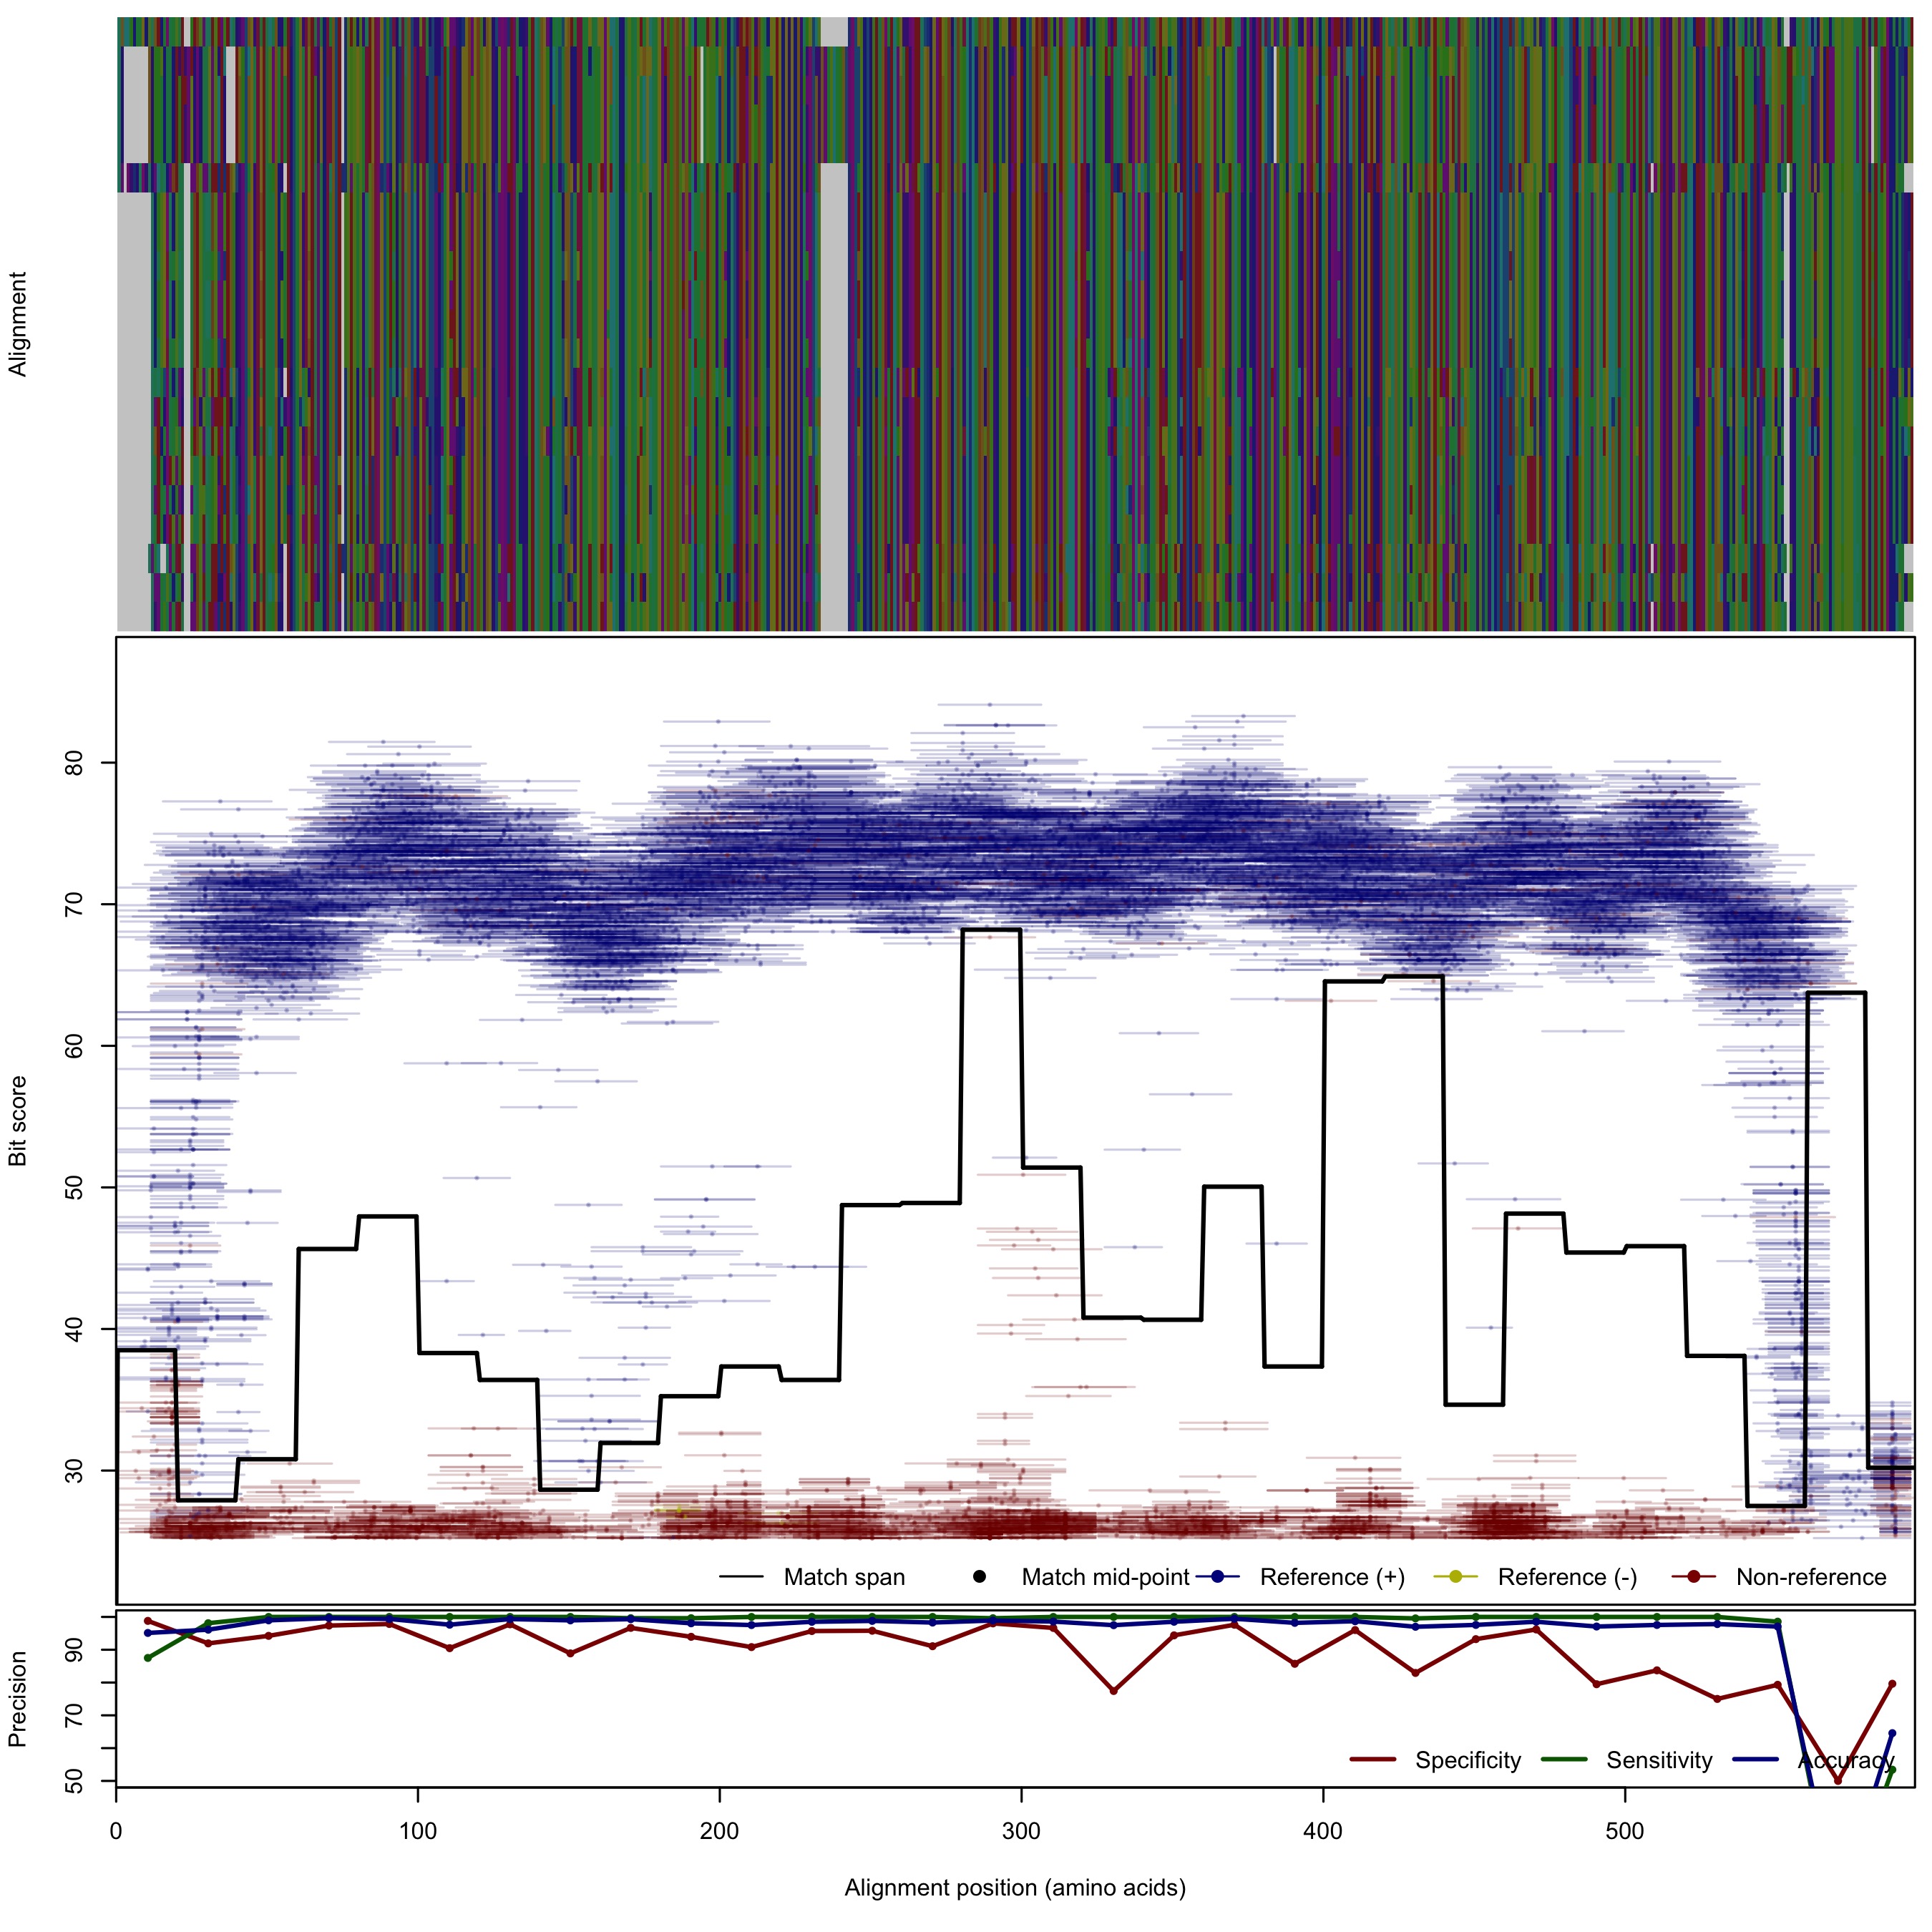 Alignment
Bit score
80
70
60
50
40
30
Match span
Match mid-point
Reference (+)
Reference (-)
Non-reference
Precision
90
70
50
Specificity
Sensitivity
Accuracy
0
100
200
300
400
500
Alignment position (amino acids)